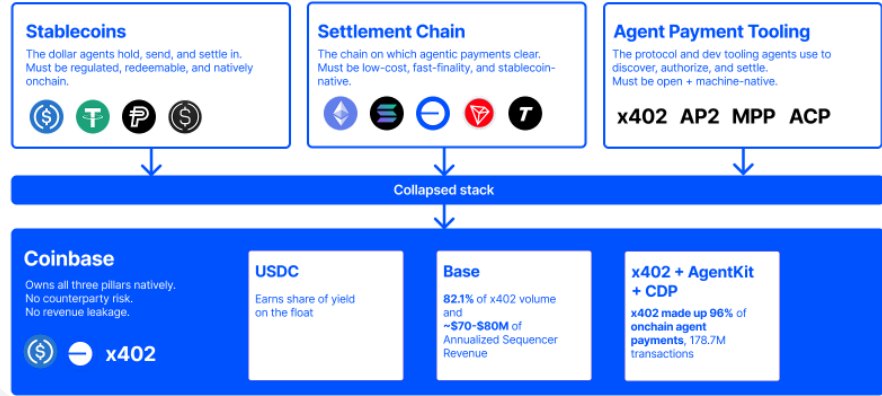 Stablecoins
The dollar agents hold, send, and settle in.
Must be regulated, redeemable, and natively
onchain.
Settlement Chain
The chain on which agentic payments clear.
Must be low-cost, fast-finality, and stablecoin-
native.
Agent Payment Tooling
The protocol and dev tooling agents use to
discover, authorize, and settle.
Must be open + machine-native.
x402 AP2 MPP ACP
Collapsed stack
Coinbase
Owns all three pillars natively.
No counterparty risk.
No revenue leakage.
x402
USDC
Earns share of yield
on the float
Base
82.1% of x402 volume
and
~$70-$80M of
Annualized Sequencer
Revenue
x402 + AgentKit
+ CDP
x402 made up 96% of
onchain agent
payments, 178.7M
transactions